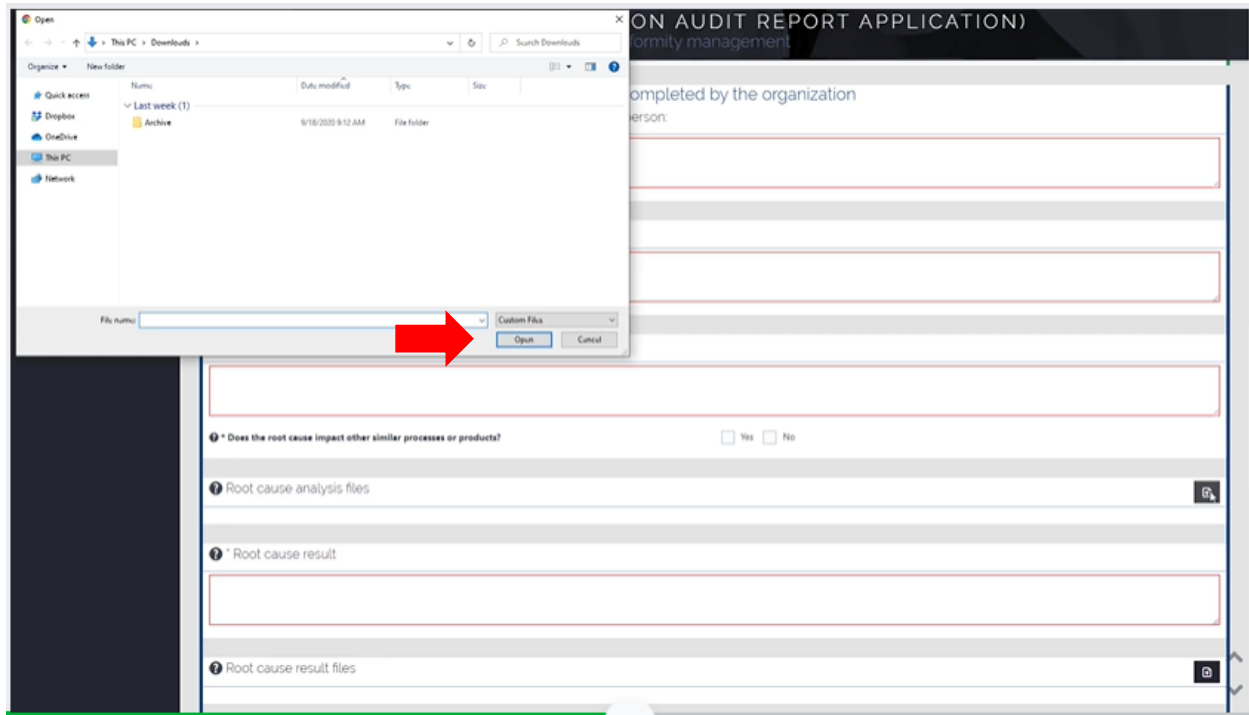 Open
This PC > Downloads >
Search Downloads
Organize
New folder
Name
Date modified
Type
Size
Quick access
Dropbox
OneDrive
This PC
Network
Last week (1)
Archive
9/18/2020 9:12 AM
File folder
File name:
Custom Files
Open
Cancel
ON AUDIT REPORT APPLICATION)
formity management
ompleted by the organization
erson:
* Does the root cause impact other similar processes or products?
Yes
No
Root cause analysis files
* Root cause result
Root cause result files